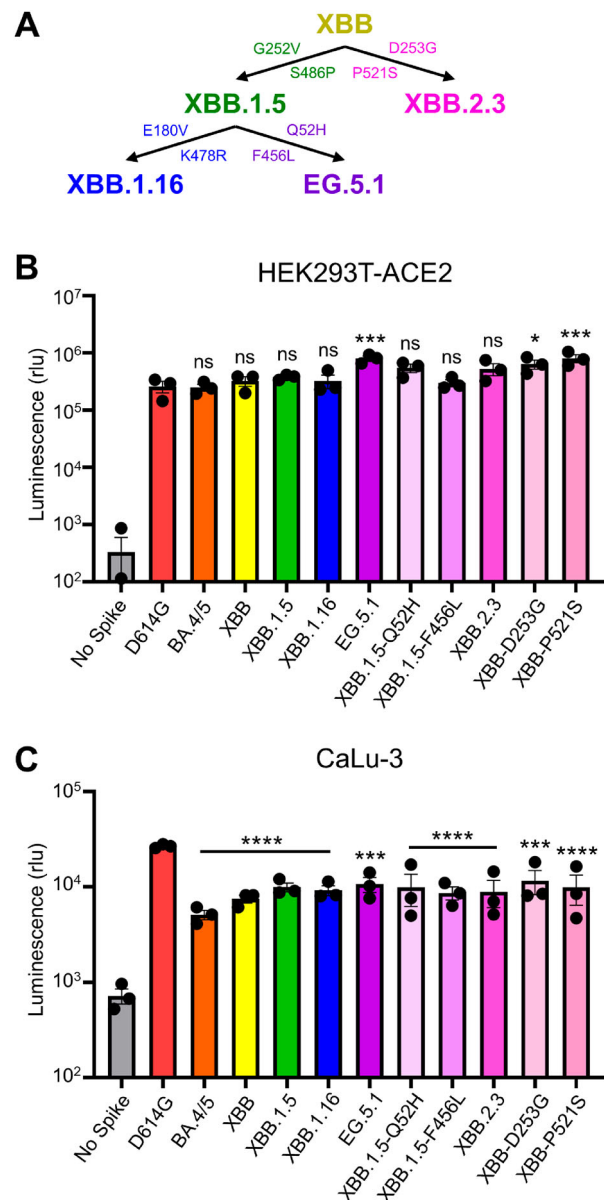 A
XBB
G252V D253G
S486P P521S
XBB.1.5 XBB.2.3
E180V Q52H
K478R F456L
XBB.1.16 EG.5.1
B
HEK293T-ACE2
10^7
10^6
10^5
10^4
10^3
10^2
Luminescence (rlu)
ns ns ns ns *** ns ns ns * ***
No Spike D614G BA.4/5 XBB XBB.1.5 XBB.1.16 EG.5.1 XBB.1.5-Q52H XBB.1.5-F456L XBB.2.3 XBB-D253G XBB-P521S
C
CaLu-3
10^5
10^4
10^3
10^2
Luminescence (rlu)
**** *** **** *** ****
No Spike D614G BA.4/5 XBB XBB.1.5 XBB.1.16 EG.5.1 XBB.1.5-Q52H XBB.1.5-F456L XBB.2.3 XBB-D253G XBB-P521S